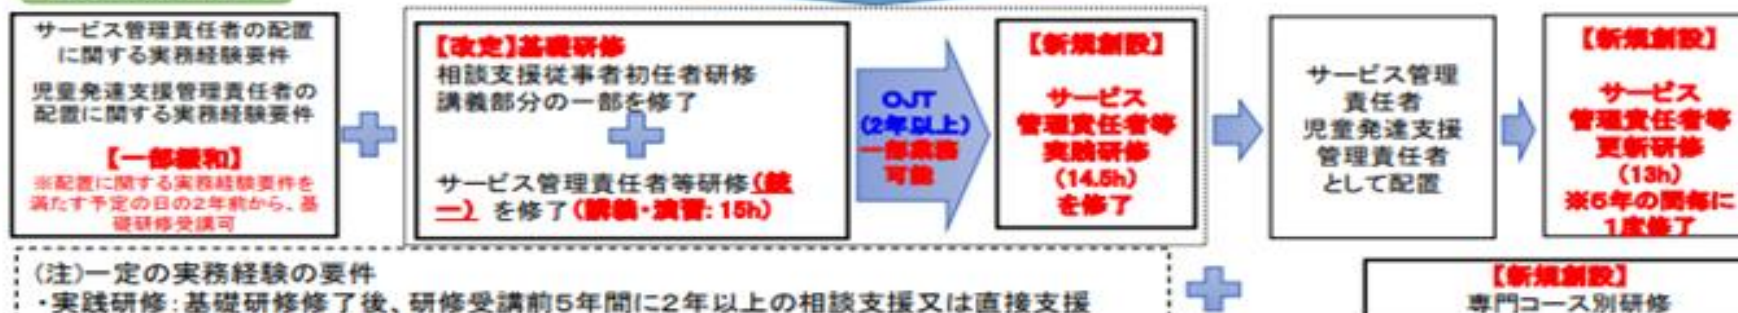 サービス管理責任者の配置
に関する実務経験要件
児童発達支援管理責任者の
配置に関する実務経験要件
【一部緩和】
※配置に関する実務経験要件を
満たす予定の日の2年前から、基
礎研修受講可
【改定】基礎研修
相談支援従事者初任者研修
講義部分の一部を修了
サービス管理責任者等研修(統
一)を修了(講義・演習:15h)
OJT
(2年以上)
一部業務
可能
【新規創設】
サービス
管理責任者等
実践研修
(14.5h)
を修了
サービス管理
責任者
児童発達支援
管理責任者
として配置
【新規創設】
サービス
管理責任者等
更新研修
(13h)
※5年の間毎に
1度修了
(注)一定の実務経験の要件
・実践研修:基礎研修修了後、研修受講前5年間に2年以上の相談支援又は直接支援
【新規創設】
専門コース別研修